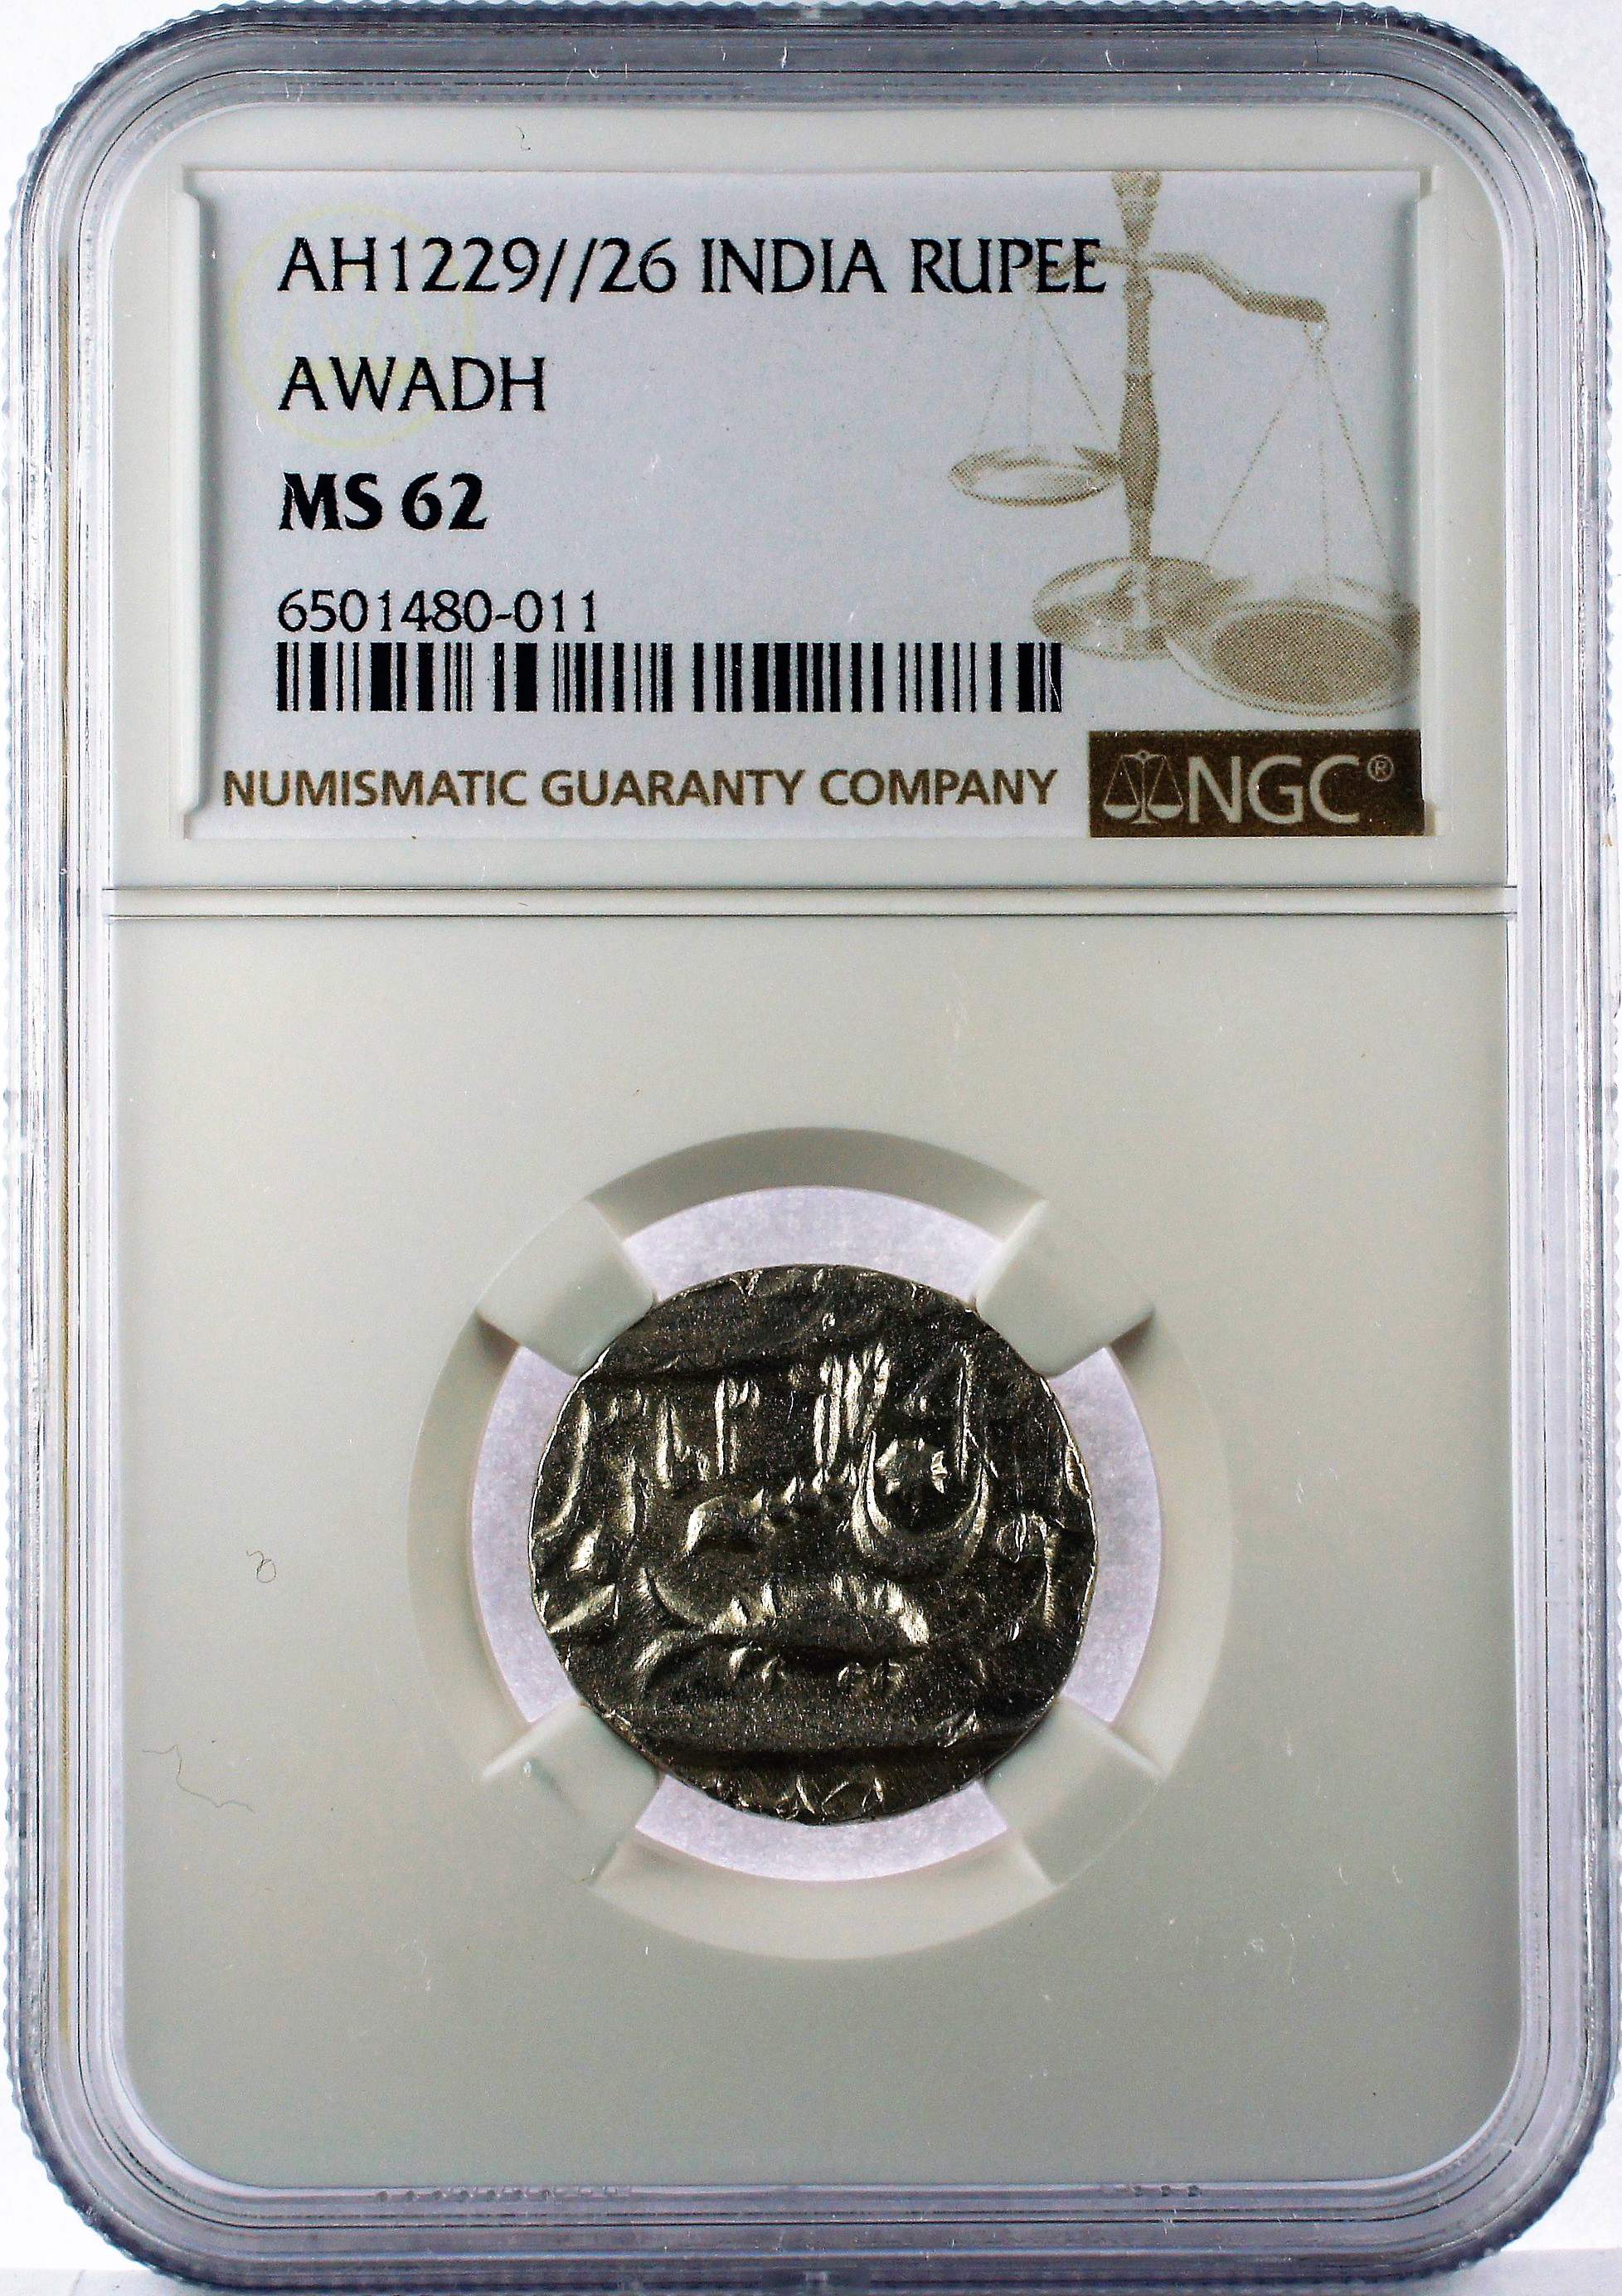 AH1229//26 INDIA RUPEE
AWADH
MS 62
6501480-011
NUMISMATIC GUARANTY COMPANY
NGC®